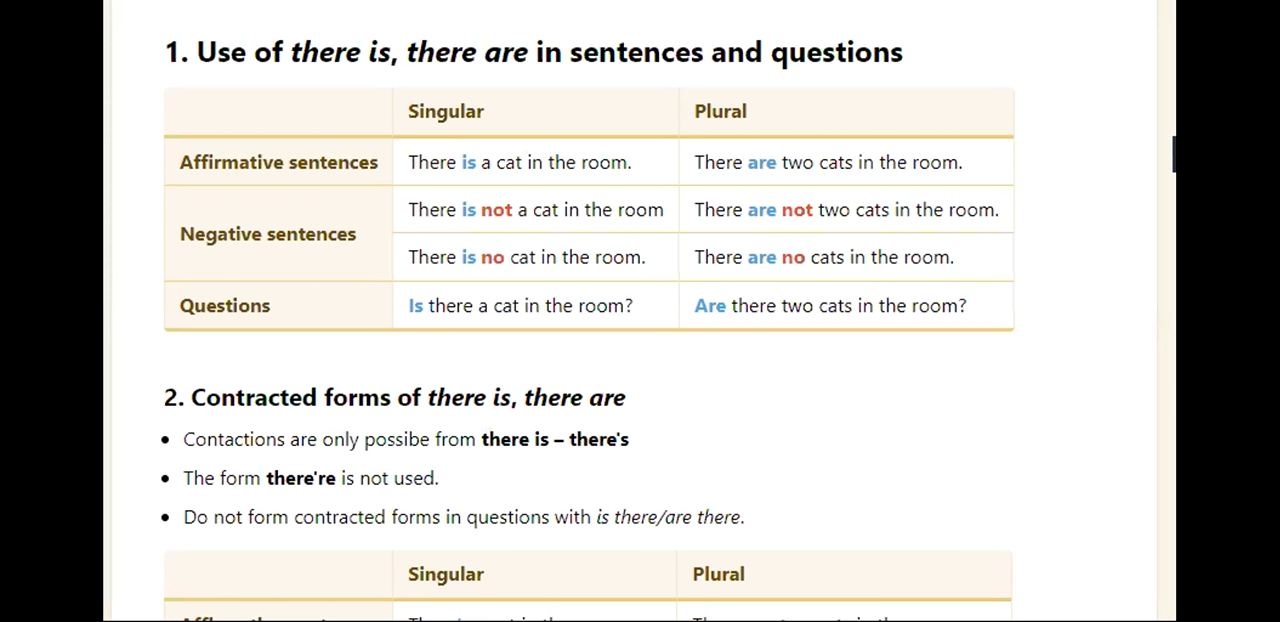 1. Use of there is, there are in sentences and questions
Singular Plural
Affirmative sentences There is a cat in the room. There are two cats in the room.
Negative sentences
There is not a cat in the room There are not two cats in the room.
There is no cat in the room. There are no cats in the room.
Questions Is there a cat in the room? Are there two cats in the room?
2. Contracted forms of there is, there are
• Contactions are only possibe from there is – there's
• The form there're is not used.
• Do not form contracted forms in questions with is there/are there.
Singular Plural